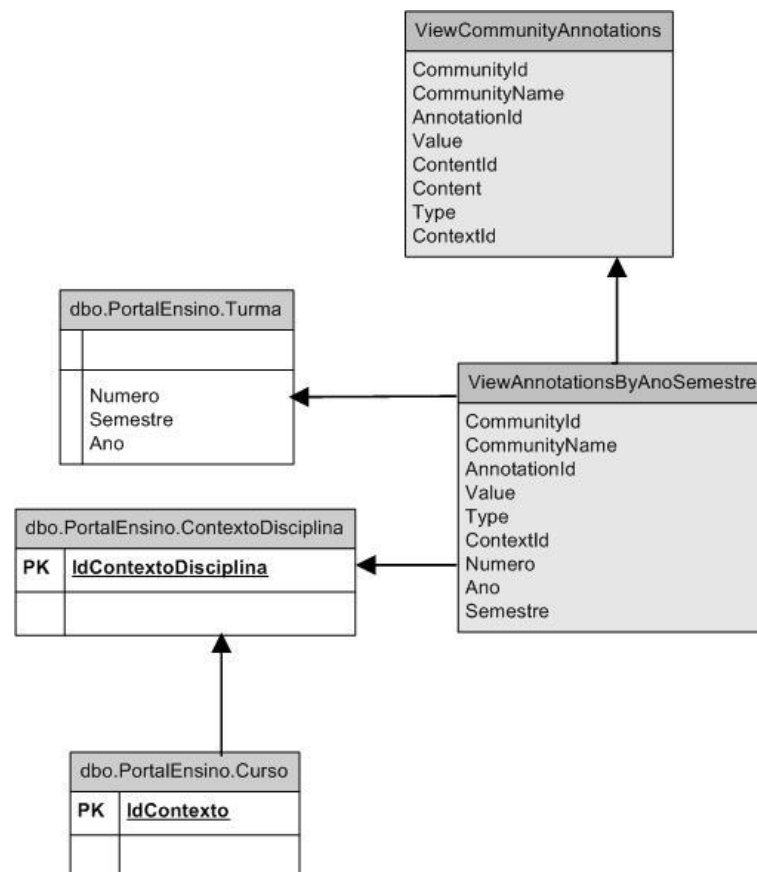 ViewCommunityAnnotations
CommunityId
CommunityName
AnnotationId
Value
ContentId
Content
Type
ContextId
dbo.PortalEnsino.Turma
Numero
Semestre
Ano
ViewAnnotationsByAnoSemestre
CommunityId
CommunityName
AnnotationId
Value
Type
ContextId
Numero
Ano
Semestre
dbo.PortalEnsino.ContextoDisciplina
PK IdContextoDisciplina
dbo.PortalEnsino.Curso
PK IdContexto